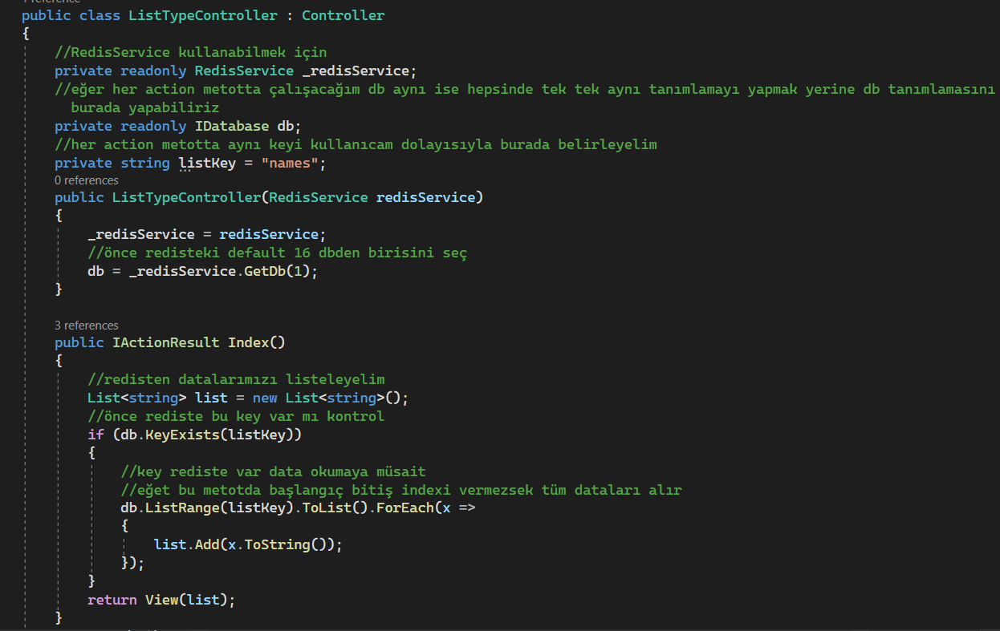 1 reference
public class ListTypeController : Controller
{
//RedisService kullanabilmek için
private readonly RedisService _redisService;
//eğer her action metotta çalışacağım db aynı ise hepsinde tek tek aynı tanımlamayı yapmak yerine db tanımlamasını
burada yapabiliriz
private readonly IDatabase db;
//her action metotta aynı keyi kullanıcam dolayısıyla burada belirleyelim
private string listKey = "names";
0 references
public ListTypeController(RedisService redisService)
{
_redisService = redisService;
//önce redisteki default 16 dbden birisini seç
db = _redisService.GetDb(1);
}
3 references
public IActionResult Index()
{
//redisten datalarımızı listeleyelim
List<string> list = new List<string>();
//önce rediste bu key var mı kontrol
if (db.KeyExists(listKey))
{
//key rediste var data okumaya müsait
//eğet bu metotda başlangıç bitiş indexi vermezsek tüm dataları alır
db.ListRange(listKey).ToList().ForEach(x =>
{
list.Add(x.ToString());
});
}
return View(list);
}